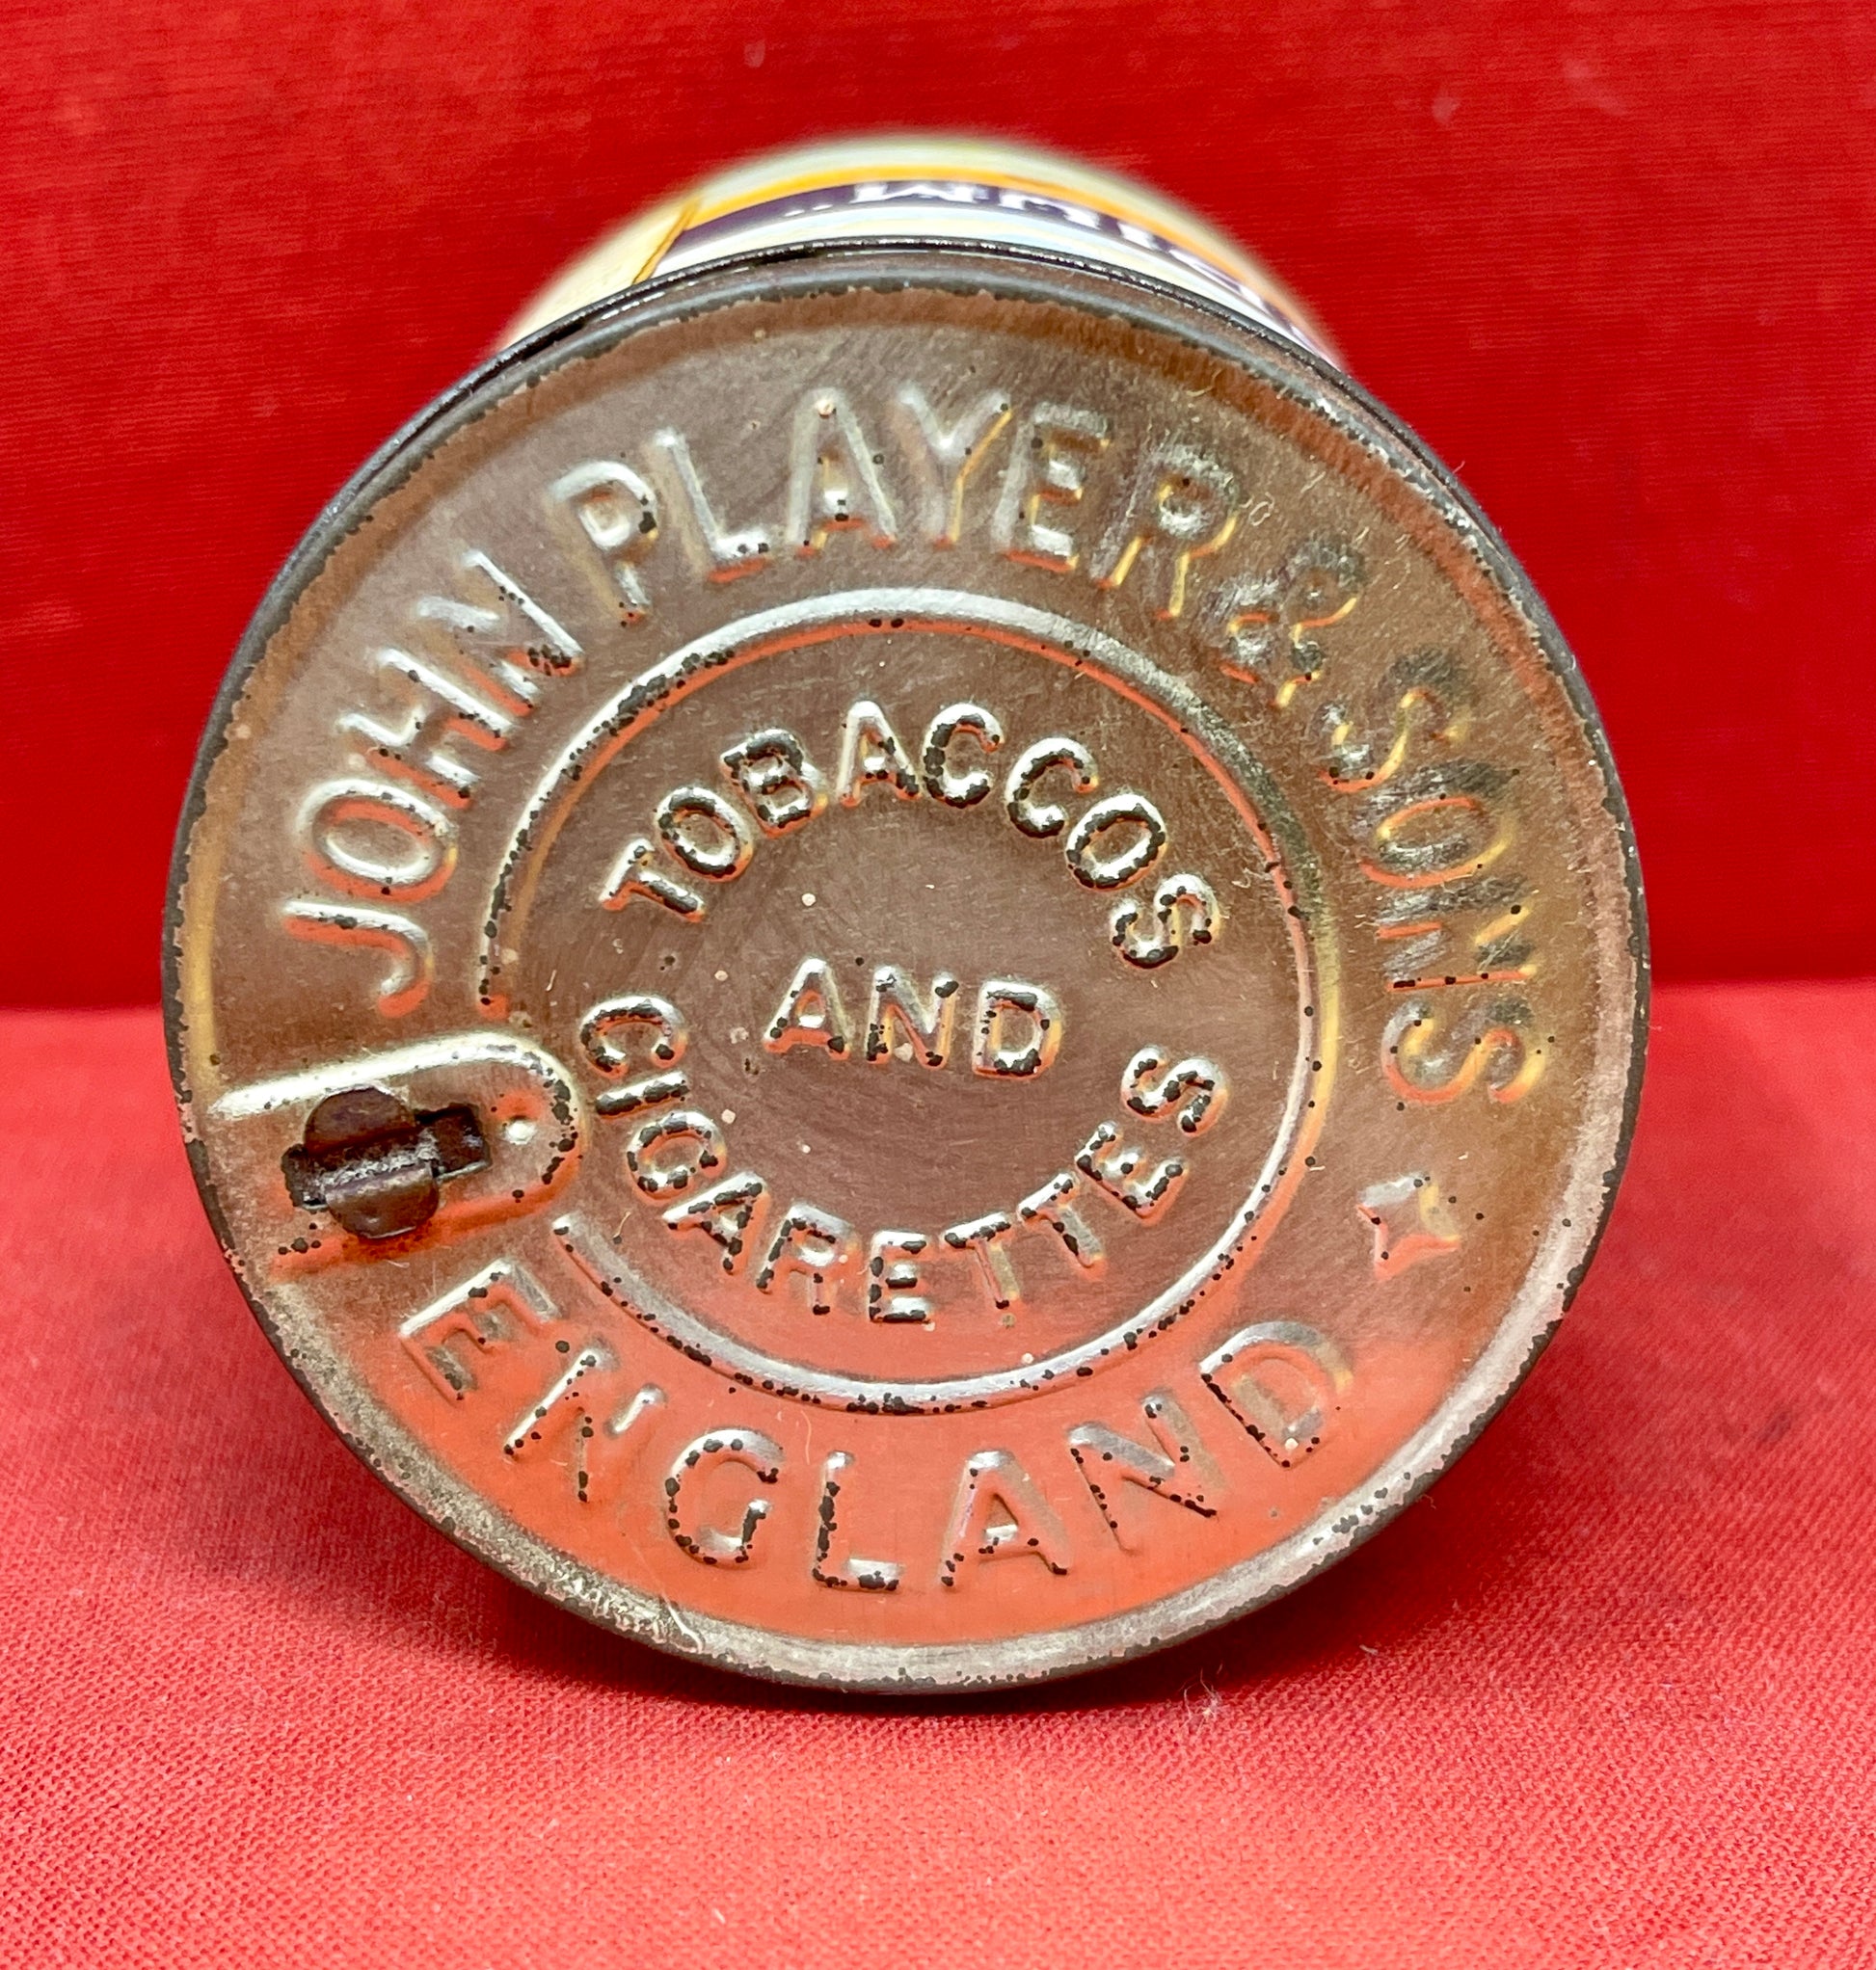 JOHN PLAYER & SONS
TOBACCOS
AND
CIGARETTES
ENGLAND